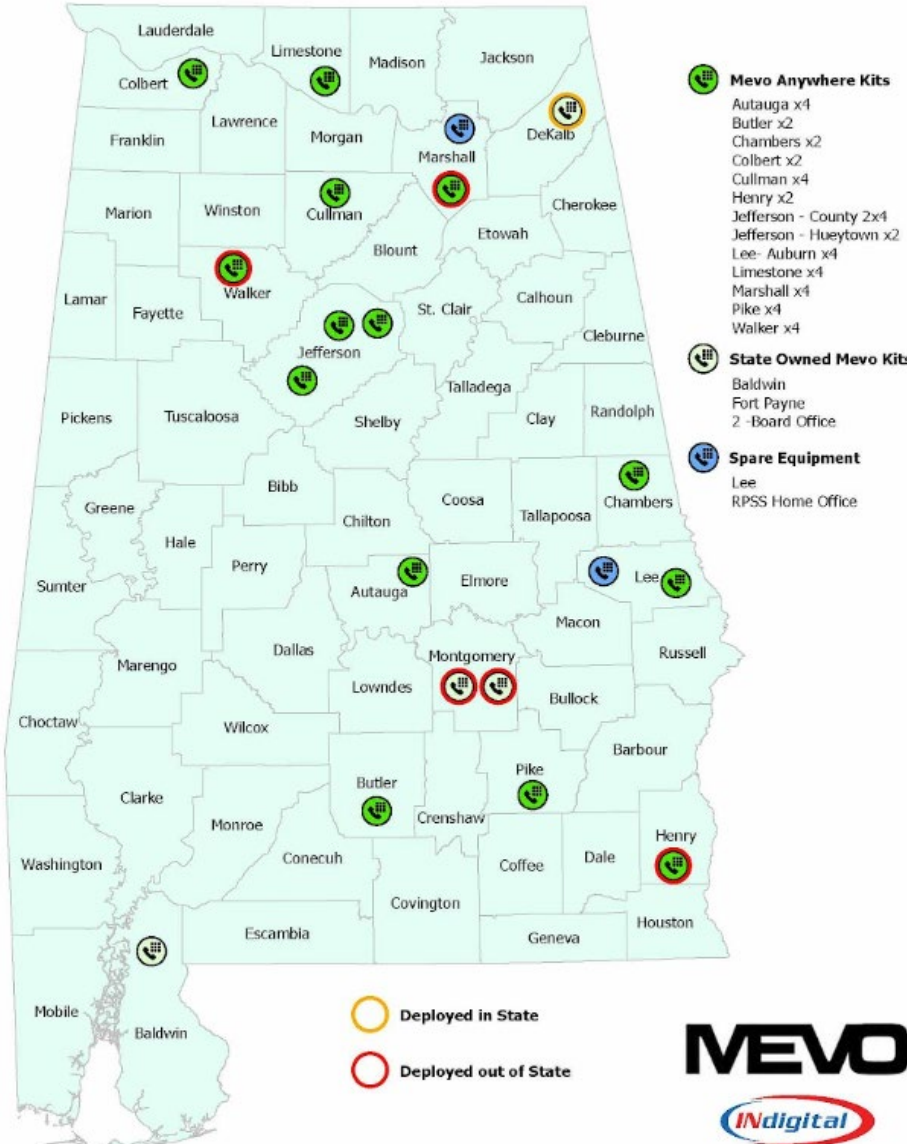 Lauderdale
Limestone
Madison
Jackson
Colbert
Lawrence
Franklin
Morgan
DeKalb
Marshall
Cherokee
Marion
Winston
Cullman
Blount
Etowah
Walker
Lamar
Fayette
St. Clair
Calhoun
Cleburne
Jefferson
Talladega
Pickens
Tuscaloosa
Shelby
Clay
Randolph
Bibb
Greene
Hale
Chilton
Coosa
Tallapoosa
Chambers
Sumter
Perry
Autauga
Elmore
Lee
Macon
Russell
Dallas
Marengo
Montgomery
Lowndes
Bullock
Choctaw
Wilcox
Barbour
Clarke
Butler
Pike
Monroe
Crenshaw
Henry
Washington
Conecuh
Coffee
Dale
Covington
Houston
Escambia
Geneva
Mobile
Baldwin
Mevo Anywhere Kits
Autauga x4
Butler x2
Chambers x2
Colbert x2
Cullman x4
Henry x2
Jefferson - County 2x4
Jefferson - Hueytown x2
Lee- Auburn x4
Limestone x4
Marshall x4
Pike x4
Walker x4
State Owned Mevo Kits
Baldwin
Fort Payne
2 -Board Office
Spare Equipment
Lee
RPSS Home Office
Deployed in State
Deployed out of State
MEVO
INdigital